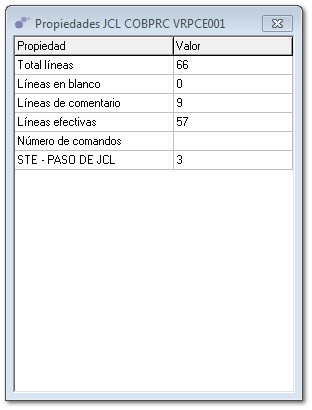 Propiedades JCL COBPRC VRPCE001
Propiedad Valor
Total líneas 66
Líneas en blanco 0
Líneas de comentario 9
Líneas efectivas 57
Número de comandos
STE - PASO DE JCL 3